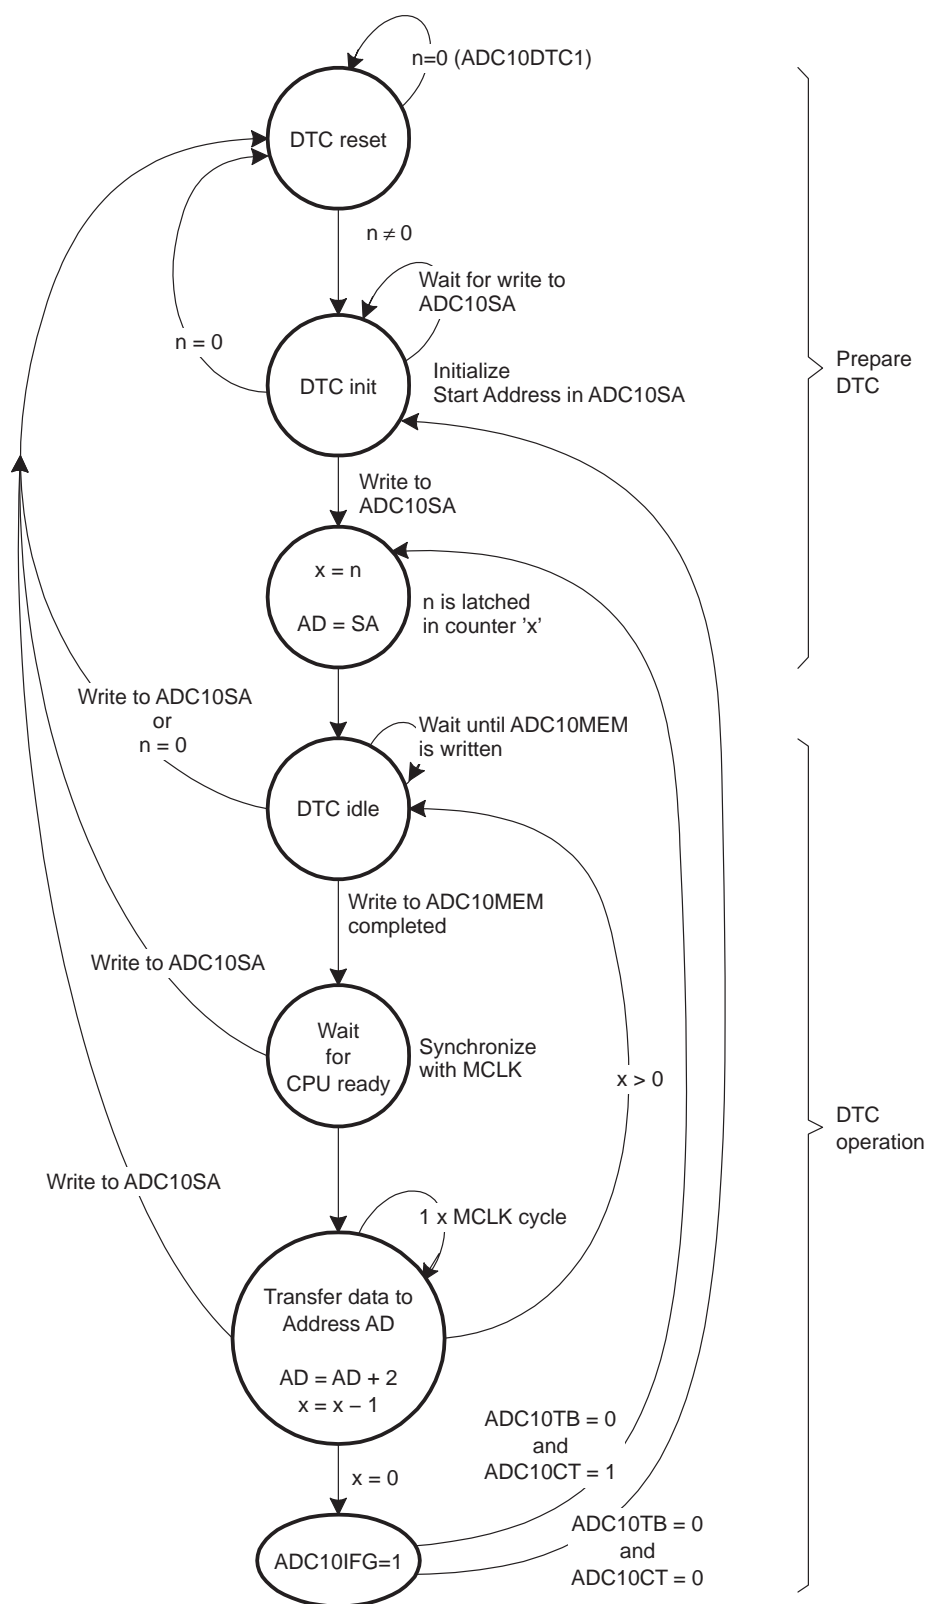 n=0 (ADC10DTC1)
DTC reset
n ≠ 0
Wait for write to
ADC10SA
n = 0
DTC init
Initialize
Start Address in ADC10SA
Prepare
DTC
Write to
ADC10SA
x = n
AD = SA
n is latched
in counter ’x’
Write to ADC10SA
or
n = 0
Wait until ADC10MEM
is written
DTC idle
Write to ADC10MEM
completed
Write to ADC10SA
Wait
for
CPU ready
Synchronize
with MCLK
x > 0
DTC
operation
Write to ADC10SA
1 x MCLK cycle
Transfer data to
Address AD
AD = AD + 2
x = x − 1
ADC10TB = 0
and
ADC10CT = 1
x = 0
ADC10TB = 0
and
ADC10CT = 0
ADC10IFG=1